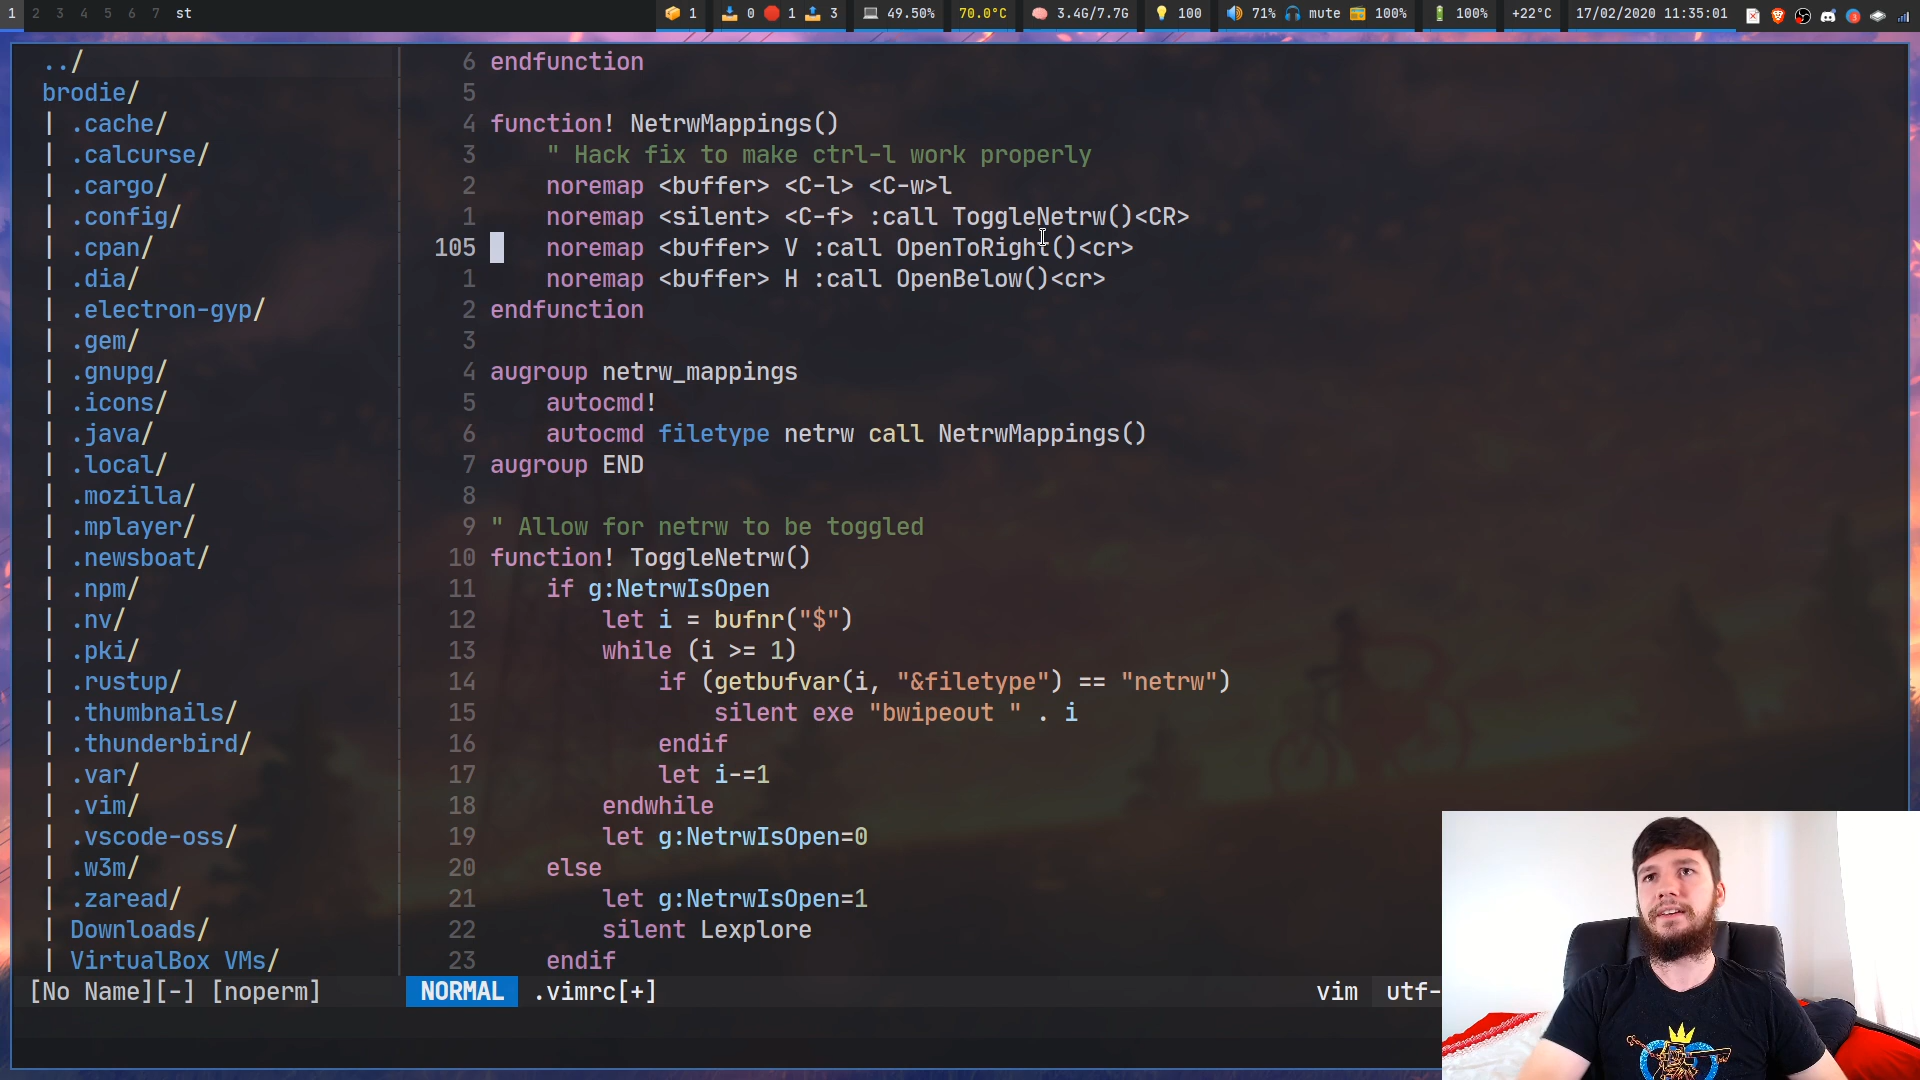 1 2 3 4 5 6 7 st 1 0 1 3 49.50% 70.0°C 3.4G/7.7G 100 71% mute 100% 100% +22°C 17/02/2020 11:35:01
../
brodie/
| .cache/
| .calcurse/
| .cargo/
| .config/
| .cpan/
| .dia/
| .electron-gyp/
| .gem/
| .gnupg/
| .icons/
| .java/
| .local/
| .mozilla/
| .mplayer/
| .newsboat/
| .npm/
| .nv/
| .pki/
| .rustup/
| .thumbnails/
| .thunderbird/
| .var/
| .vim/
| .vscode-oss/
| .w3m/
| .zaread/
| Downloads/
| VirtualBox VMs/
[No Name][-] [noperm]
6 endfunction
5
4 function! NetrwMappings()
3     " Hack fix to make ctrl-l work properly
2     noremap <buffer> <C-l> <C-w>l
1     noremap <silent> <C-f> :call ToggleNetrw()<CR>
105     noremap <buffer> V :call OpenToRight()<cr>
1     noremap <buffer> H :call OpenBelow()<cr>
2 endfunction
3
4 augroup netrw_mappings
5     autocmd!
6     autocmd filetype netrw call NetrwMappings()
7 augroup END
8
9 " Allow for netrw to be toggled
10 function! ToggleNetrw()
11     if g:NetrwIsOpen
12         let i = bufnr("$")
13         while (i >= 1)
14             if (getbufvar(i, "&filetype") == "netrw")
15                 silent exe "bwipeout " . i
16             endif
17             let i-=1
18         endwhile
19         let g:NetrwIsOpen=0
20     else
21         let g:NetrwIsOpen=1
22         silent Lexplore
23     endif
NORMAL .vimrc[+] vim utf-